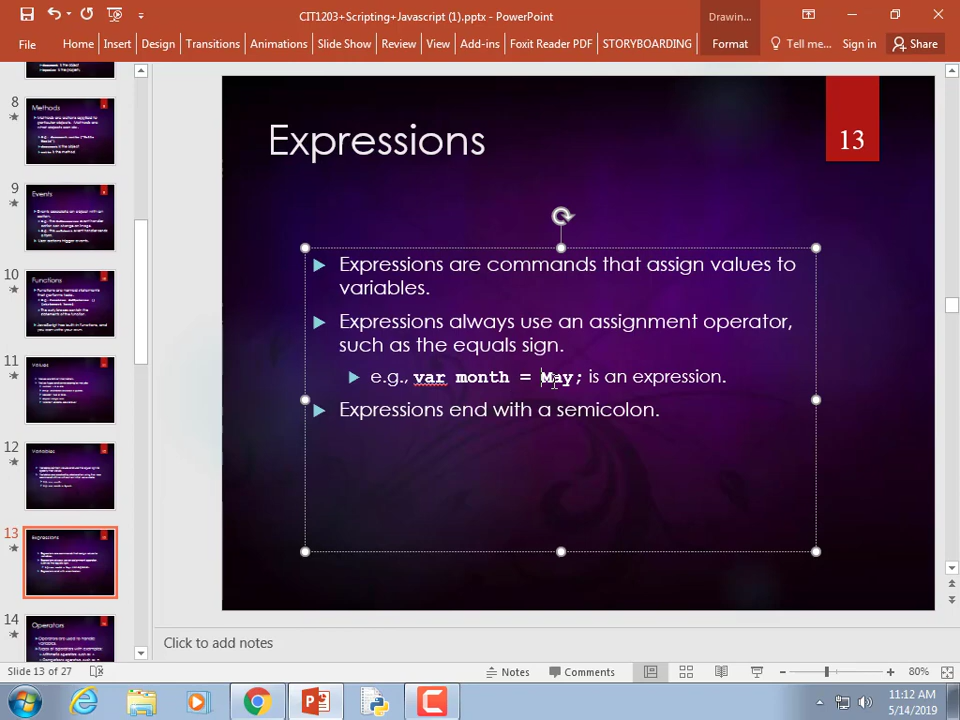 CIT1203+Scripting+Javascript (1).pptx - PowerPoint
Drawin...
File
Home
Insert
Design
Transitions
Animations
Slide Show
Review
View
Add-ins
Foxit Reader PDF
STORYBOARDING
Format
Tell me...
Sign in
Share
8
Methods
9
Events
10
Functions
11
Values
12
Variables
13
Expressions
14
Operators
Expressions
13
Expressions are commands that assign values to
variables.
Expressions always use an assignment operator,
such as the equals sign.
e.g., var month = May; is an expression.
Expressions end with a semicolon.
Click to add notes
Slide 13 of 27
Notes
Comments
80%
11:12 AM
5/14/2019